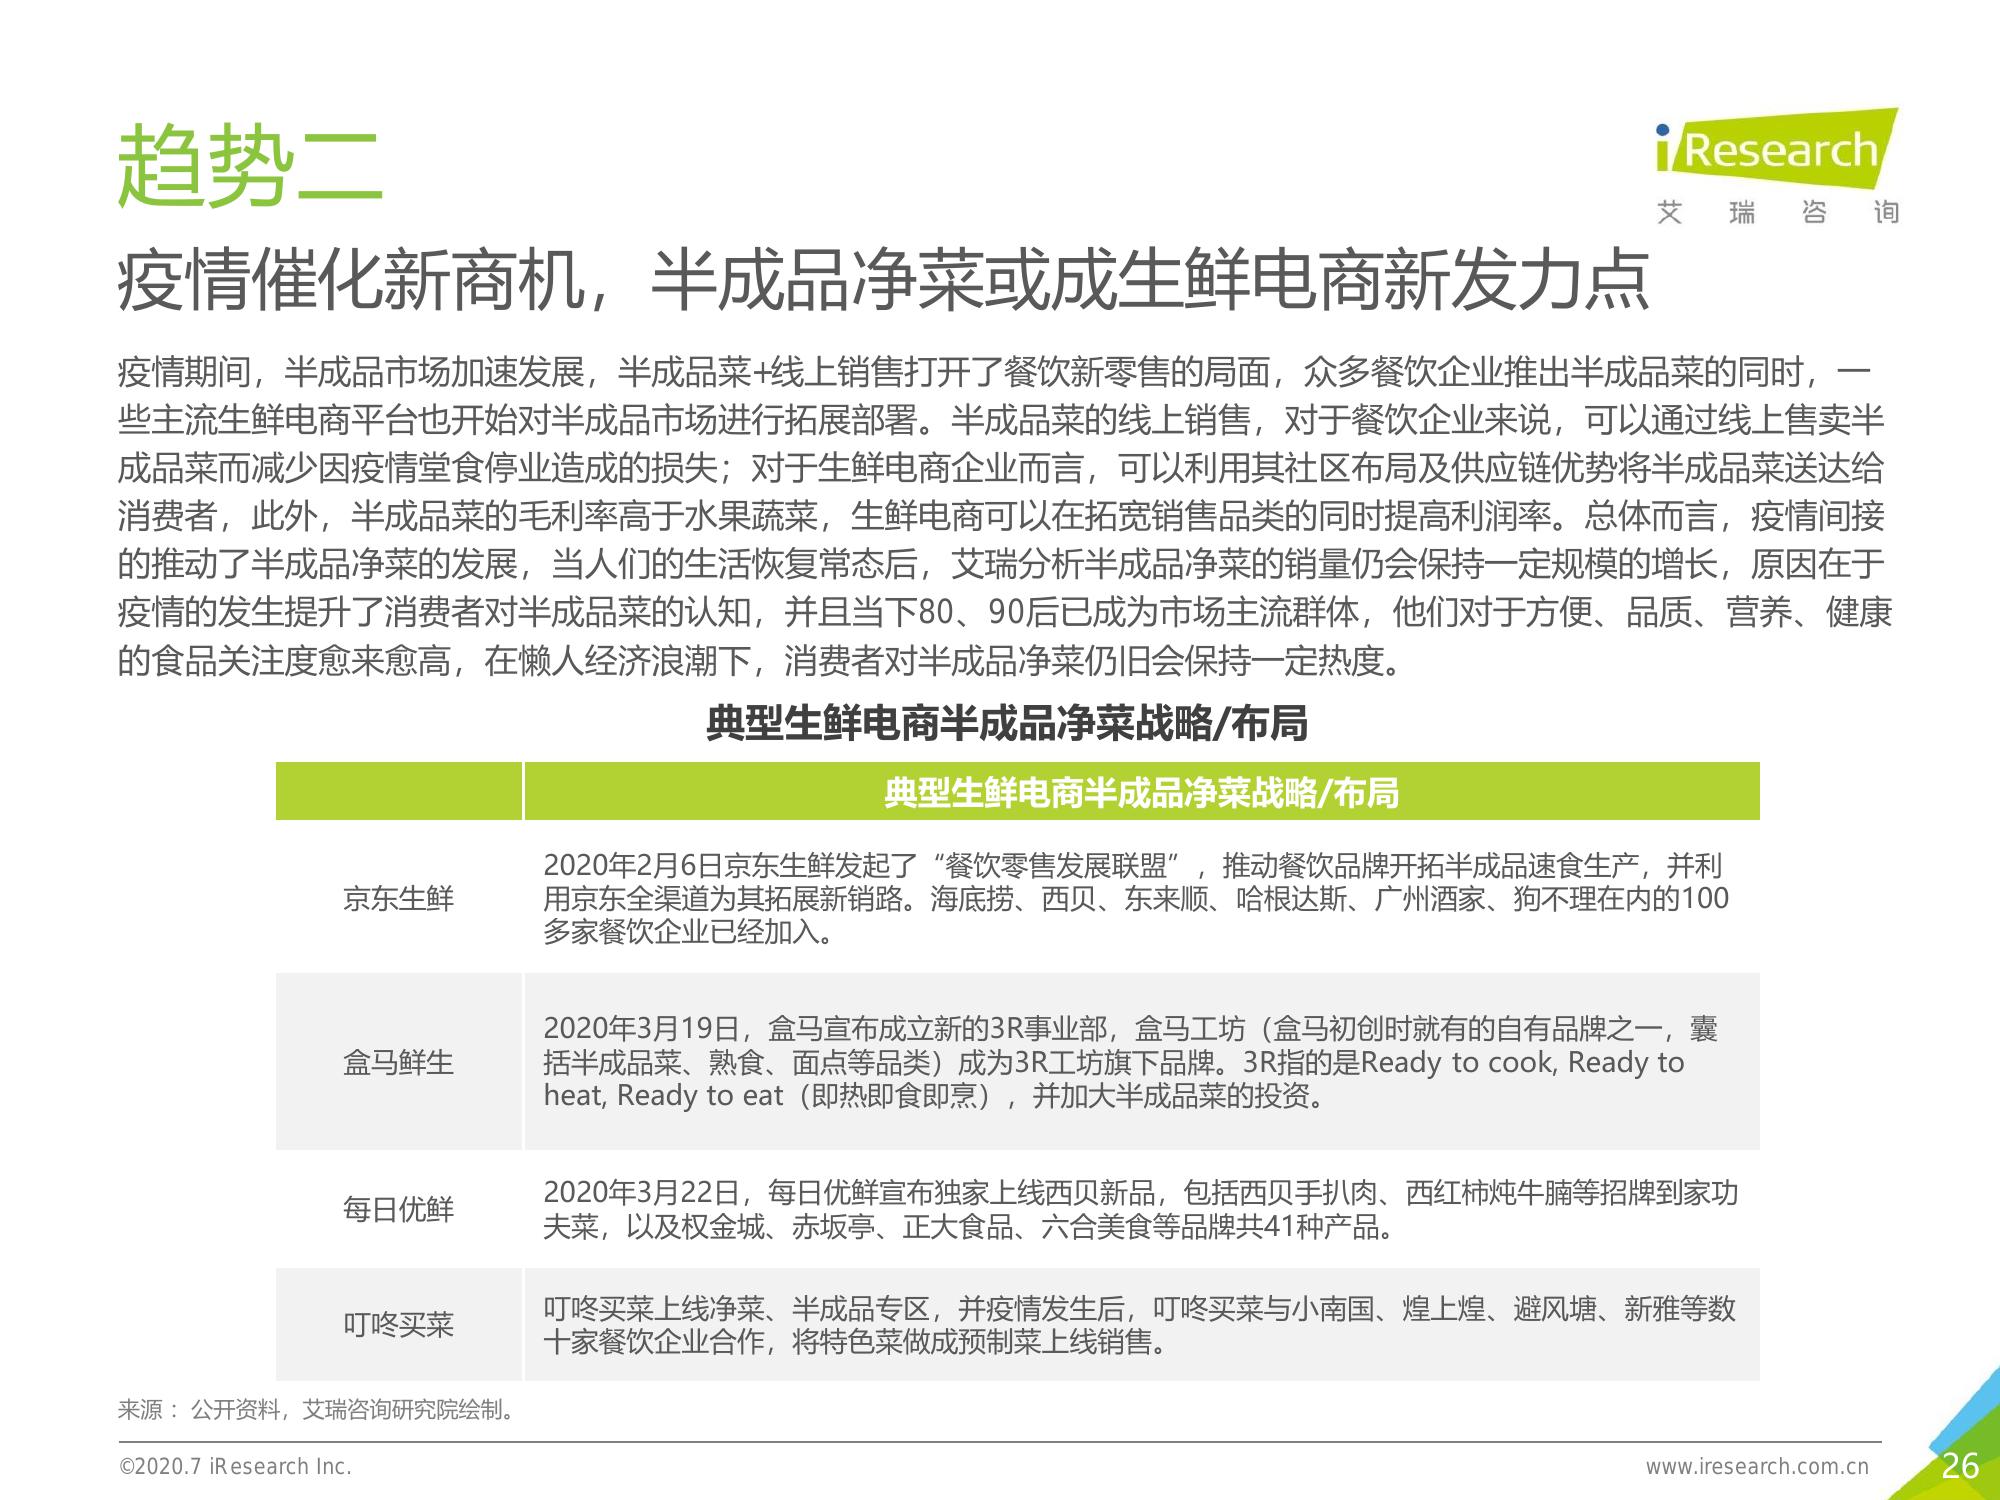 趋势二
iResearch
艾瑞咨询
疫情催化新商机，半成品净菜或成生鲜电商新发力点
疫情期间，半成品市场加速发展，半成品菜+线上销售打开了餐饮新零售的局面，众多餐饮企业推出半成品菜的同时，一
些主流生鲜电商平台也开始对半成品市场进行拓展部署。半成品菜的线上销售，对于餐饮企业来说，可以通过线上售卖半
成品菜而减少因疫情堂食停业造成的损失；对于生鲜电商企业而言，可以利用其社区布局及供应链优势将半成品菜送达给
消费者，此外，半成品菜的毛利率高于水果蔬菜，生鲜电商可以在拓宽销售品类的同时提高利润率。总体而言，疫情间接
的推动了半成品净菜的发展，当人们的生活恢复常态后，艾瑞分析半成品净菜的销量仍会保持一定规模的增长，原因在于
疫情的发生提升了消费者对半成品菜的认知，并且当下80、90后已成为市场主流群体，他们对于方便、品质、营养、健康
的食品关注度愈来愈高，在懒人经济浪潮下，消费者对半成品净菜仍旧会保持一定热度。
典型生鲜电商半成品净菜战略/布局
典型生鲜电商半成品净菜战略/布局
京东生鲜
2020年2月6日京东生鲜发起了“餐饮零售发展联盟”，推动餐饮品牌开拓半成品速食生产，并利
用京东全渠道为其拓展新销路。海底捞、西贝、东来顺、哈根达斯、广州酒家、狗不理在内的100
多家餐饮企业已经加入。
盒马鲜生
2020年3月19日，盒马宣布成立新的3R事业部，盒马工坊（盒马初创时就有的自有品牌之一，囊
括半成品菜、熟食、面点等品类）成为3R工坊旗下品牌。3R指的是Ready to cook, Ready to
heat, Ready to eat（即热即食即烹），并加大半成品菜的投资。
每日优鲜
2020年3月22日，每日优鲜宣布独家上线西贝新品，包括西贝手扒肉、西红柿炖牛腩等招牌到家功
夫菜，以及权金城、赤坂亭、正大食品、六合美食等品牌共41种产品。
叮咚买菜
叮咚买菜上线净菜、半成品专区，并疫情发生后，叮咚买菜与小南国、煌上煌、避风塘、新雅等数
十家餐饮企业合作，将特色菜做成预制菜上线销售。
来源：公开资料，艾瑞咨询研究院绘制。
©2020.7 iResearch Inc.
www.iresearch.com.cn
26